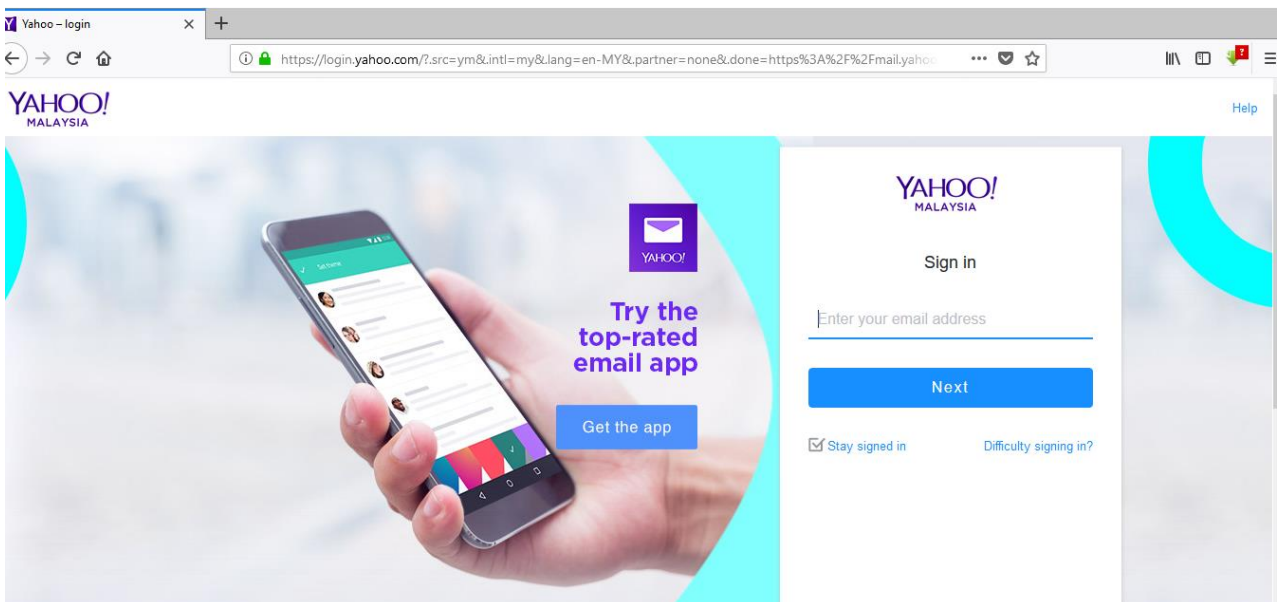 Yahoo – login
https://login.yahoo.com/?.src=ym&.intl=my&.lang=en-MY&.partner=none&.done=https%3A%2F%2Fmail.yahoo
YAHOO!
MALAYSIA
Help
Set theme
YAHOO!
Try the
top-rated
email app
Get the app
YAHOO!
MALAYSIA
Sign in
Enter your email address
Next
Stay signed in
Difficulty signing in?